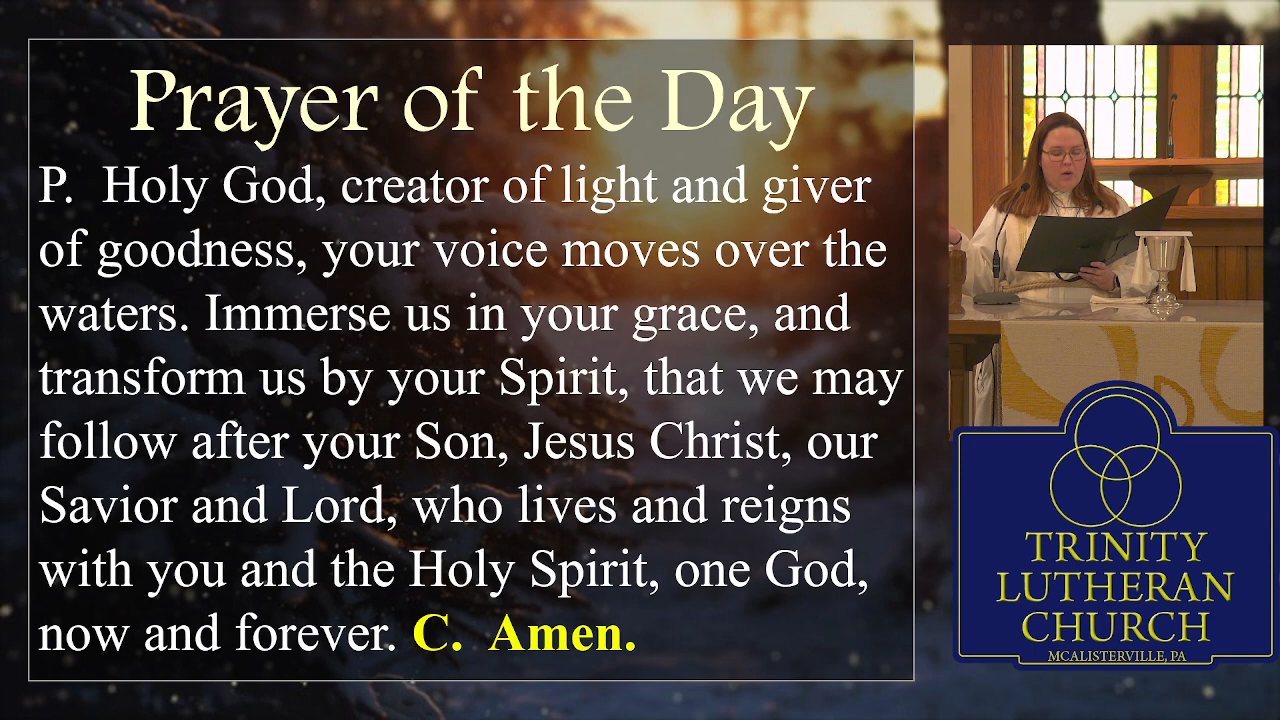 Prayer of the Day
P. Holy God, creator of light and giver
of goodness, your voice moves over the
waters. Immerse us in your grace, and
transform us by your Spirit, that we may
follow after your Son, Jesus Christ, our
Savior and Lord, who lives and reigns
with you and the Holy Spirit, one God,
now and forever. C. Amen.
TRINITY
LUTHERAN
CHURCH
MCALISTERVILLE, PA